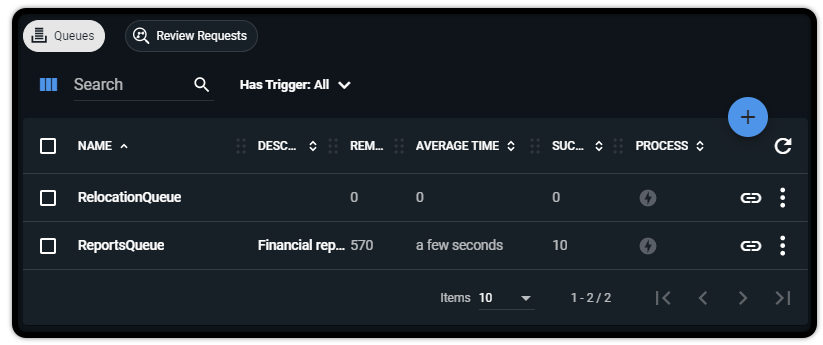 Queues Review Requests
Search Has Trigger: All
NAME DESC... REM... AVERAGE TIME SUC... PROCESS
RelocationQueue 0 0 0
ReportsQueue Financial rep... 570 a few seconds 10
Items 10 1 - 2 / 2